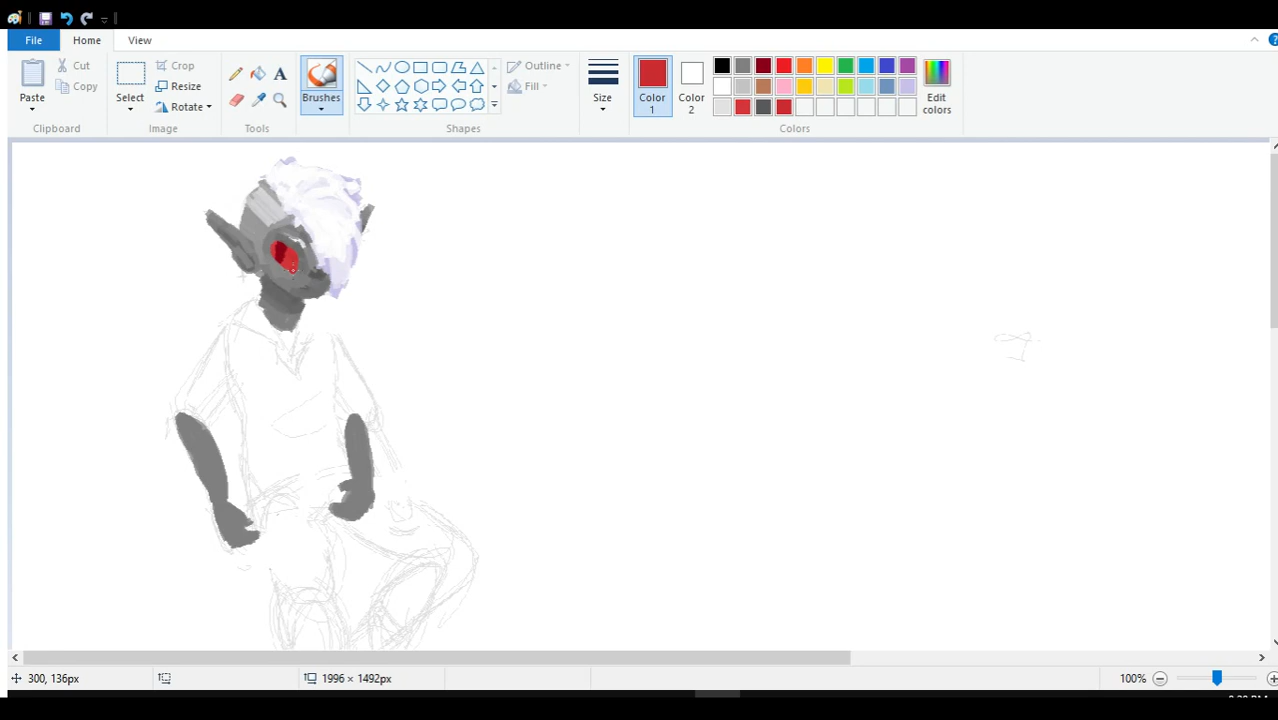 File Home View
Paste
Cut
Copy
Clipboard
Select
Crop
Resize
Rotate
Image
A
Tools
Brushes
Outline
Fill
Shapes
Size
Color 1
Color 2
Edit colors
Colors
300, 136px
1996 × 1492px
100%